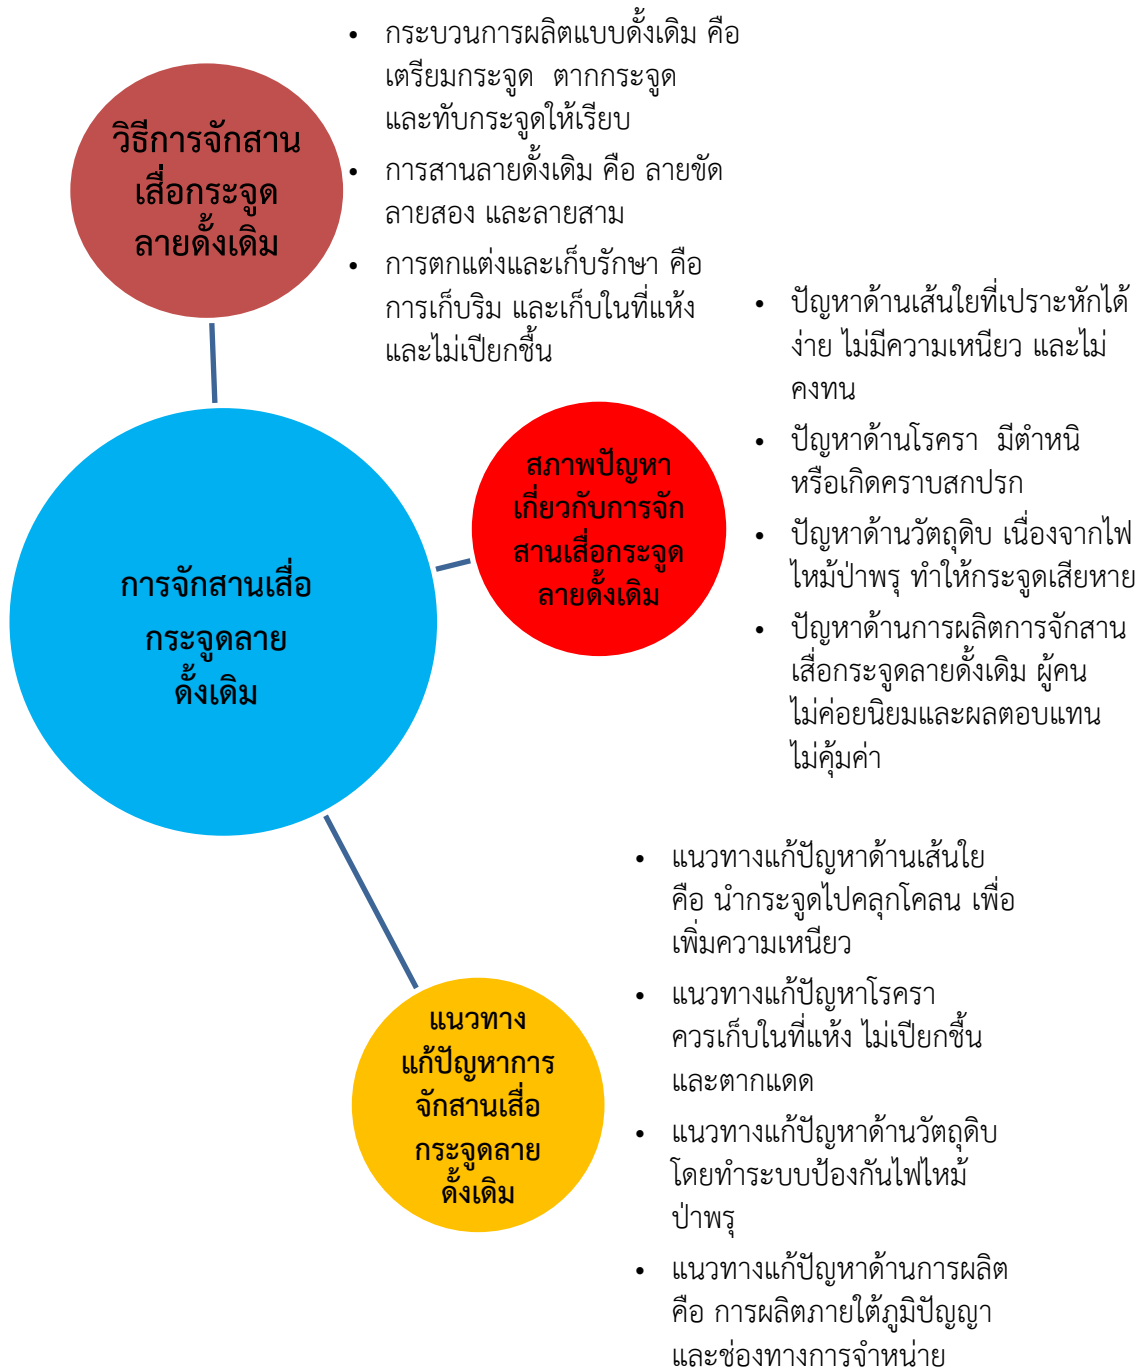 • กระบวนการผลิตแบบดั้งเดิม คือ
เตรียมกระจูด ตากกระจูด
และทับกระจูดให้เรียบ
• การสานลายดั้งเดิม คือ ลายขัด
ลายสอง และลายสาม
• การตกแต่งและเก็บรักษา คือ
การเก็บริม และเก็บในที่แห้ง
และไม่เปียกชื้น
วิธีการจักสาน
เสื่อกระจูด
ลายดั้งเดิม
• ปัญหาด้านเส้นใยที่เปราะหักได้
ง่าย ไม่มีความเหนียว และไม่
คงทน
• ปัญหาด้านโรครา มีตำหนิ
หรือเกิดคราบสกปรก
• ปัญหาด้านวัตถุดิบ เนื่องจากไฟ
ไหม้ป่าพรุ ทำให้กระจูดเสียหาย
• ปัญหาด้านการผลิตการจักสาน
เสื่อกระจูดลายดั้งเดิม ผู้คน
ไม่ค่อยนิยมและผลตอบแทน
ไม่คุ้มค่า
สภาพปัญหา
เกี่ยวกับการจัก
สานเสื่อกระจูด
ลายดั้งเดิม
การจักสานเสื่อ
กระจูดลาย
ดั้งเดิม
• แนวทางแก้ปัญหาด้านเส้นใย
คือ นำกระจูดไปคลุกโคลน เพื่อ
เพิ่มความเหนียว
• แนวทางแก้ปัญหาโรครา
ควรเก็บในที่แห้ง ไม่เปียกชื้น
และตากแดด
• แนวทางแก้ปัญหาด้านวัตถุดิบ
โดยทำระบบป้องกันไฟไหม้
ป่าพรุ
• แนวทางแก้ปัญหาด้านการผลิต
คือ การผลิตภายใต้ภูมิปัญญา
และช่องทางการจำหน่าย
แนวทาง
แก้ปัญหาการ
จักสานเสื่อ
กระจูดลาย
ดั้งเดิม